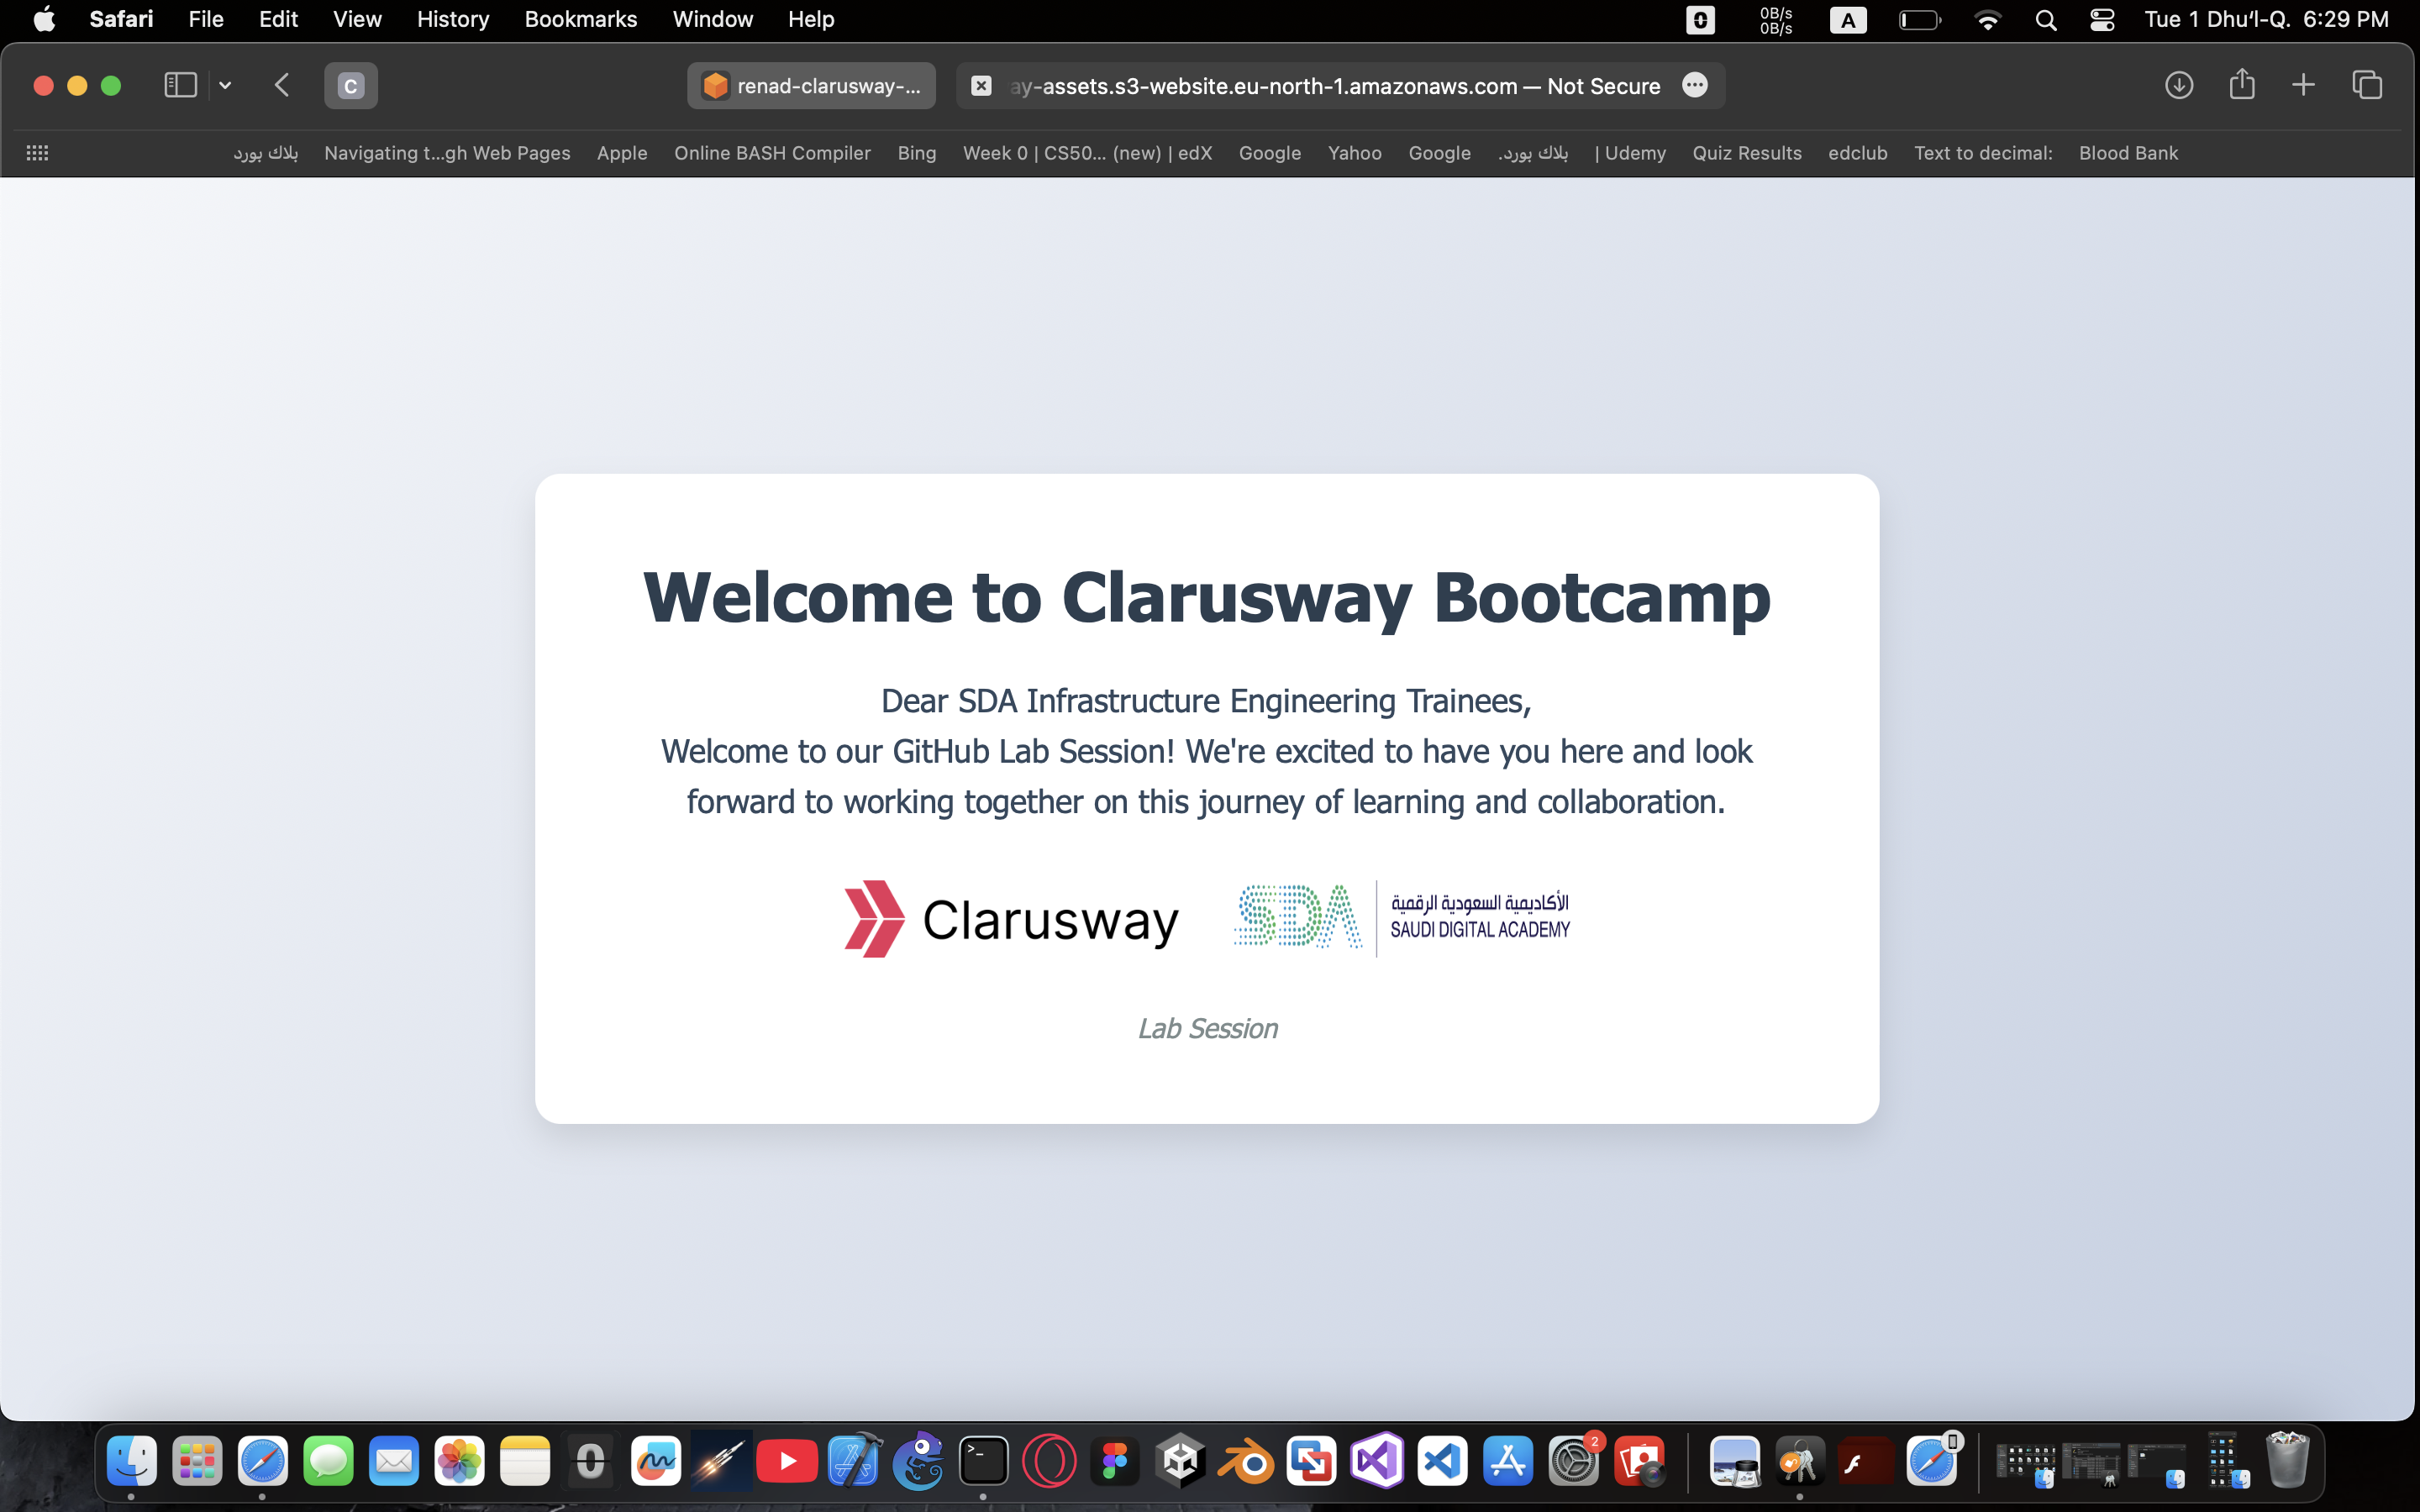 Safari File Edit View History Bookmarks Window Help
0B/s
0B/s
A
Tue 1 Dhu‘l-Q. 6:29 PM
C
renad-clarusway-...
ay-assets.s3-website.eu-north-1.amazonaws.com — Not Secure
بلاك بورد Navigating t...gh Web Pages Apple Online BASH Compiler Bing Week 0 | CS50... (new) | edX Google Yahoo Google بلاك بورد. | Udemy Quiz Results edclub Text to decimal: Blood Bank
Welcome to Clarusway Bootcamp
Dear SDA Infrastructure Engineering Trainees,
Welcome to our GitHub Lab Session! We're excited to have you here and look
forward to working together on this journey of learning and collaboration.
Clarusway
SDA
الأكاديمية السعودية الرقمية
SAUDI DIGITAL ACADEMY
Lab Session
2